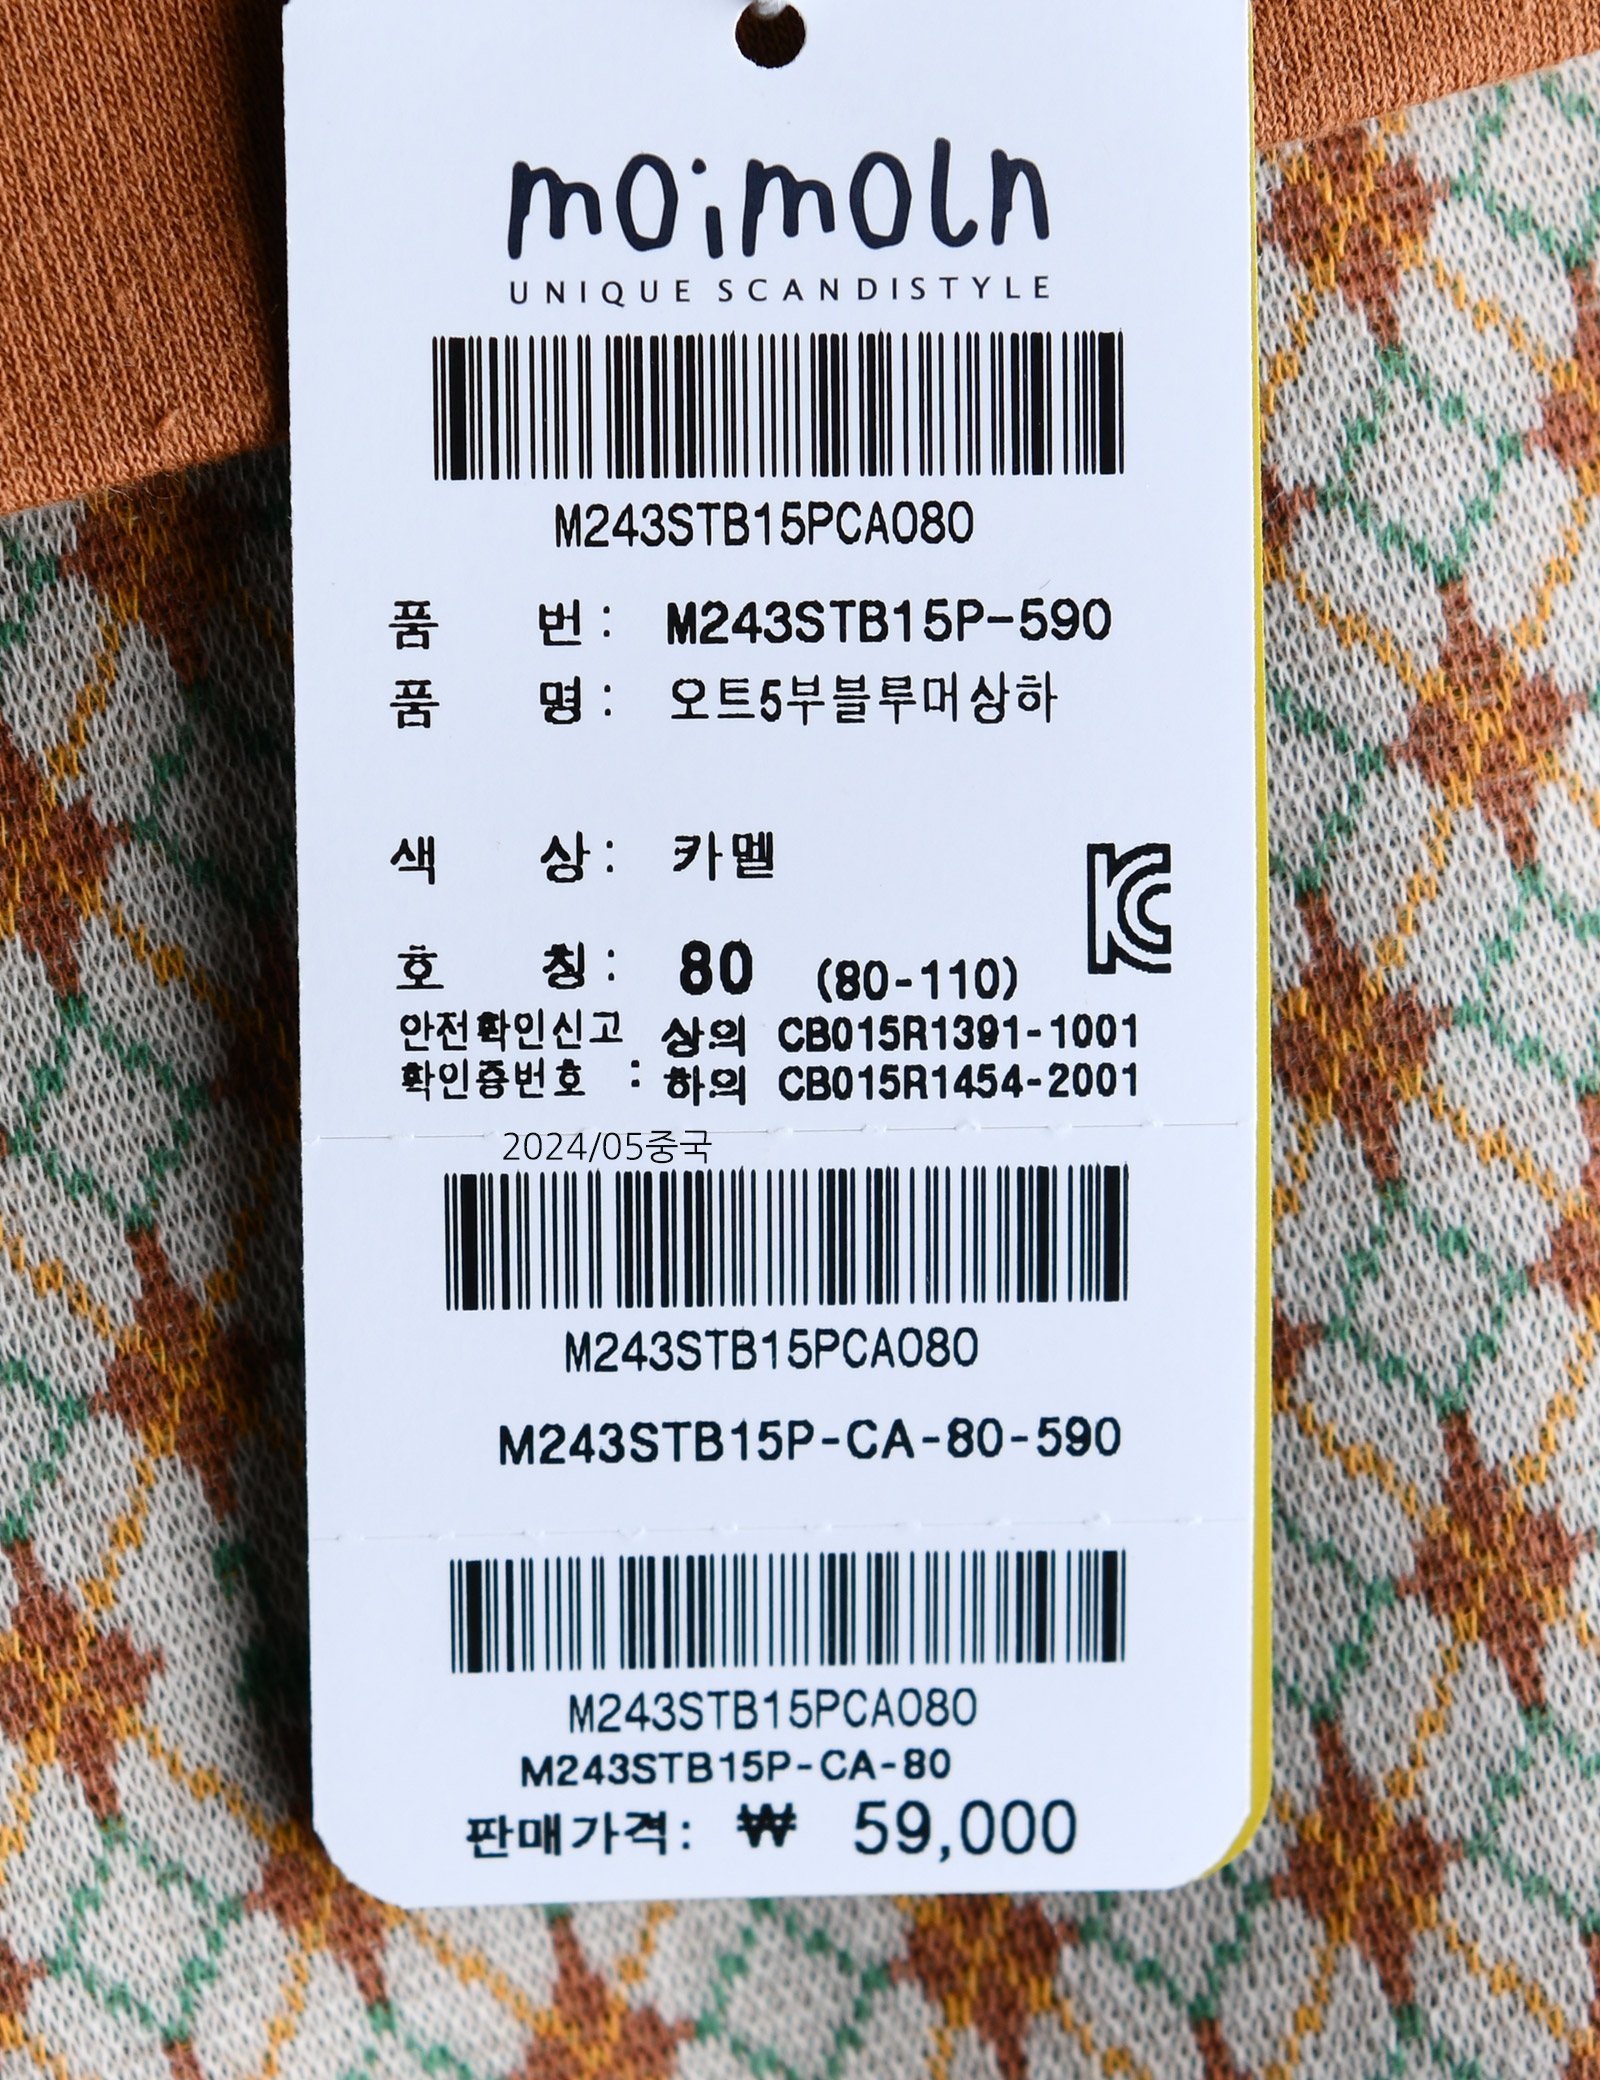 moimoln
UNIQUE SCANDISTYLE
M243STB15PCA080
품 번 : M243STB15P-590
품 명 : 오트5부블루머상하
색 상 : 카멜
호 칭 : 80 (80-110)
안전확인신고 상의 CB015R1391-1001
확인증번호 : 하의 CB015R1454-2001
2024/05중국
M243STB15PCA080
M243STB15P-CA-80-590
M243STB15PCA080
M243STB15P-CA-80
판매가격: ₩ 59,000